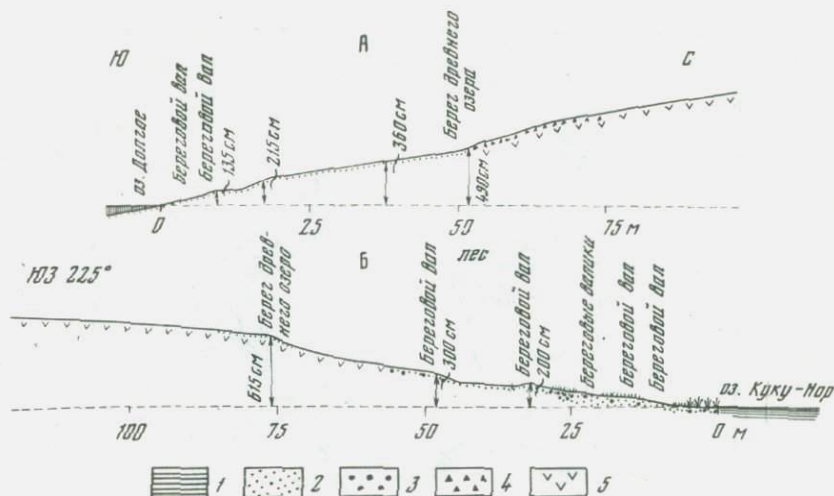 Ю
А
С
оз. Долгое
Береговой вал
Береговой вал
135 см
215 см
360 см
Берег древнего
озера
490 см
0
25
50
75 м
ЮЗ 225°
Б
лес
Берег древ-
него озера
615 см
Береговой вал
300 см
Береговой вал
200 см
Береговые валики
Береговой вал
Береговой вал
оз. Куку-Нор
100
75
50
25
0 м
1
2
3
4
5